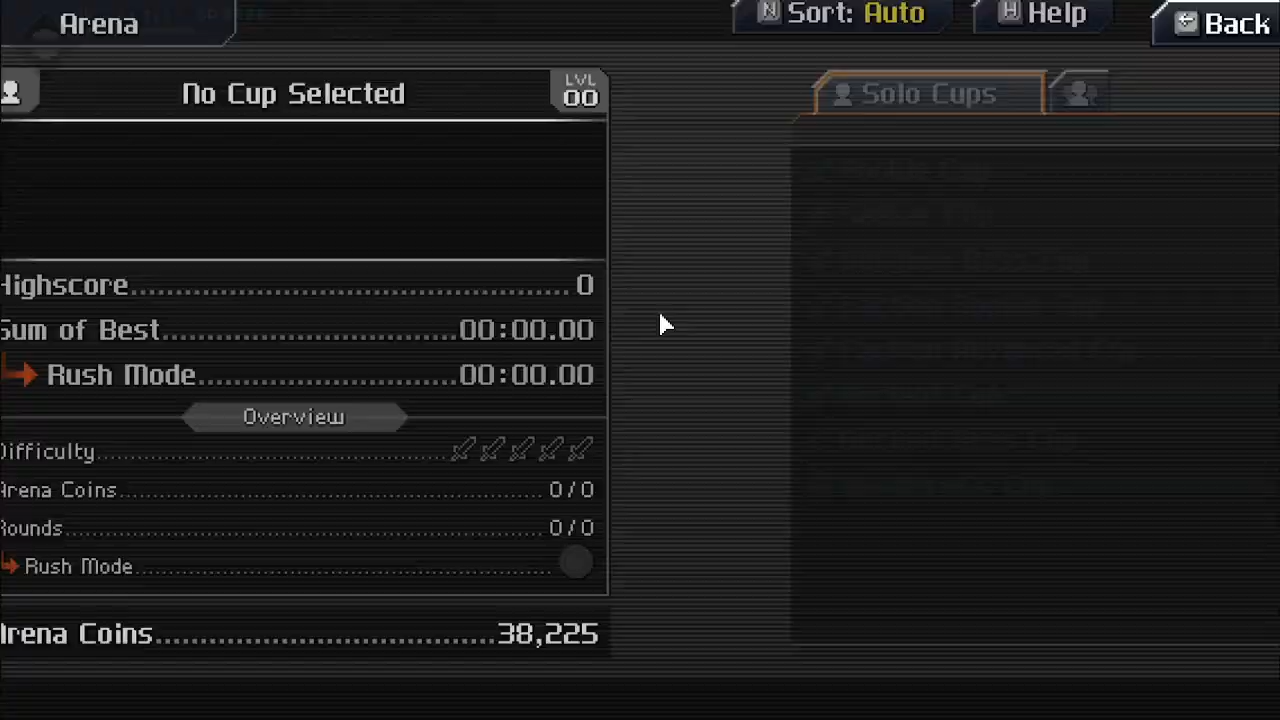 Arena
N Sort: Auto
H Help
Back
No Cup Selected
LVL
00
Solo Cups
Highscore 0
Sum of Best 00:00.00
Rush Mode 00:00.00
Overview
Difficulty
Arena Coins 0/0
Rounds 0/0
Rush Mode
Arena Coins 38,225